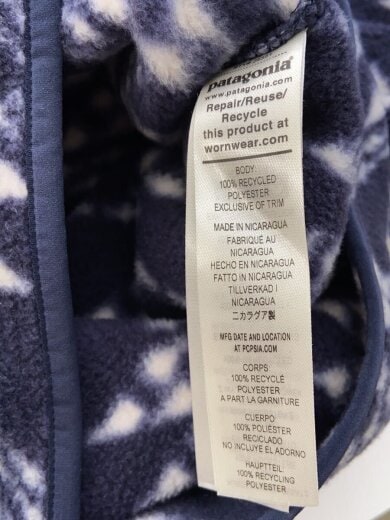 patagonia
www.patagonia.com
Repair/Reuse/
Recycle
this product at
wornwear.com
BODY:
100% RECYCLED
POLYESTER
EXCLUSIVE OF TRIM
MADE IN NICARAGUA
FABRIQUÉ AU
NICARAGUA
HECHO EN NICARAGUA
FATTO IN NICARAGUA
TILLVERKAD I
NICARAGUA
ニカラグア製
MFG DATE AND LOCATION
AT PCPSIA.COM
CORPS:
100% RECYCLÉ
POLYESTER
A PART LA GARNITURE
CUERPO:
100% POLIÉSTER
RECICLADO
NO INCLUYE EL ADORNO
HAUPTTEIL:
100% RECYCLING
POLYESTER